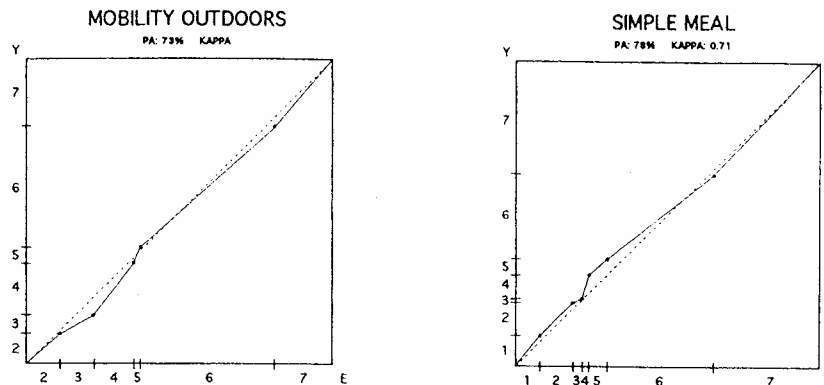 MOBILITY OUTDOORS
PA: 73% KAPPA
Y
7
6
5
4
3
2
2 3 4 5 6 7 E
SIMPLE MEAL
PA: 78% KAPPA: 0.71
Y
7
6
5
4
3
2
1
1 2 3 4 5 6 7